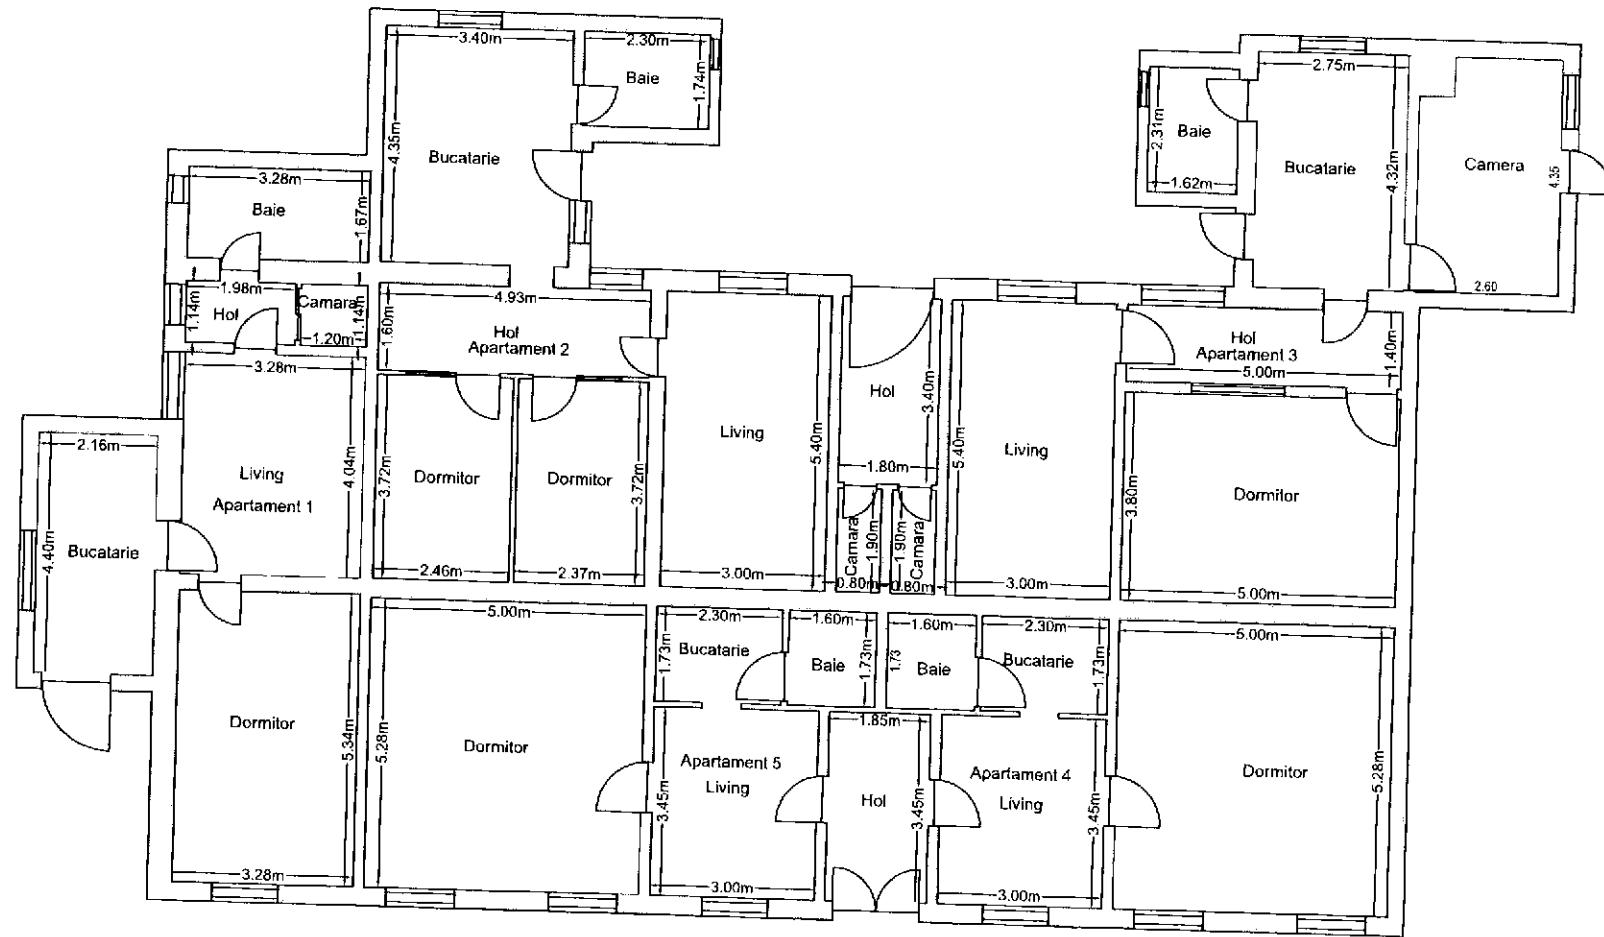 3.40m
2.30m
Baie
1.74m
4.35m
Bucatarie
2.75m
2.31m
Baie
1.62m
Bucatarie
4.32m
Camera
4.35
2.60
3.28m
Baie
1.67m
1.98m
1.14m
Hol
Camara
1.14m
1.20m
4.93m
1.60m
Hol
Apartament 2
Hol
Apartament 3
1.40m
5.00m
3.28m
Living
Apartament 1
4.04m
2.16m
4.40m
Bucatarie
3.72m
Dormitor
2.46m
Dormitor
3.72m
2.37m
Living
5.40m
3.00m
Hol
3.40m
1.80m
Camara
1.90m
0.80m
1.90m
Camara
0.80m
5.40m
Living
3.00m
3.80m
Dormitor
5.00m
Dormitor
5.34m
3.28m
5.00m
5.28m
Dormitor
2.30m
Bucatarie
1.73m
1.60m
Baie
1.73m
1.60m
1.73
Baie
2.30m
Bucatarie
1.73m
Apartament 5
Living
3.45m
3.00m
1.85m
Hol
3.45m
Apartament 4
Living
3.45m
3.00m
5.00m
Dormitor
5.28m